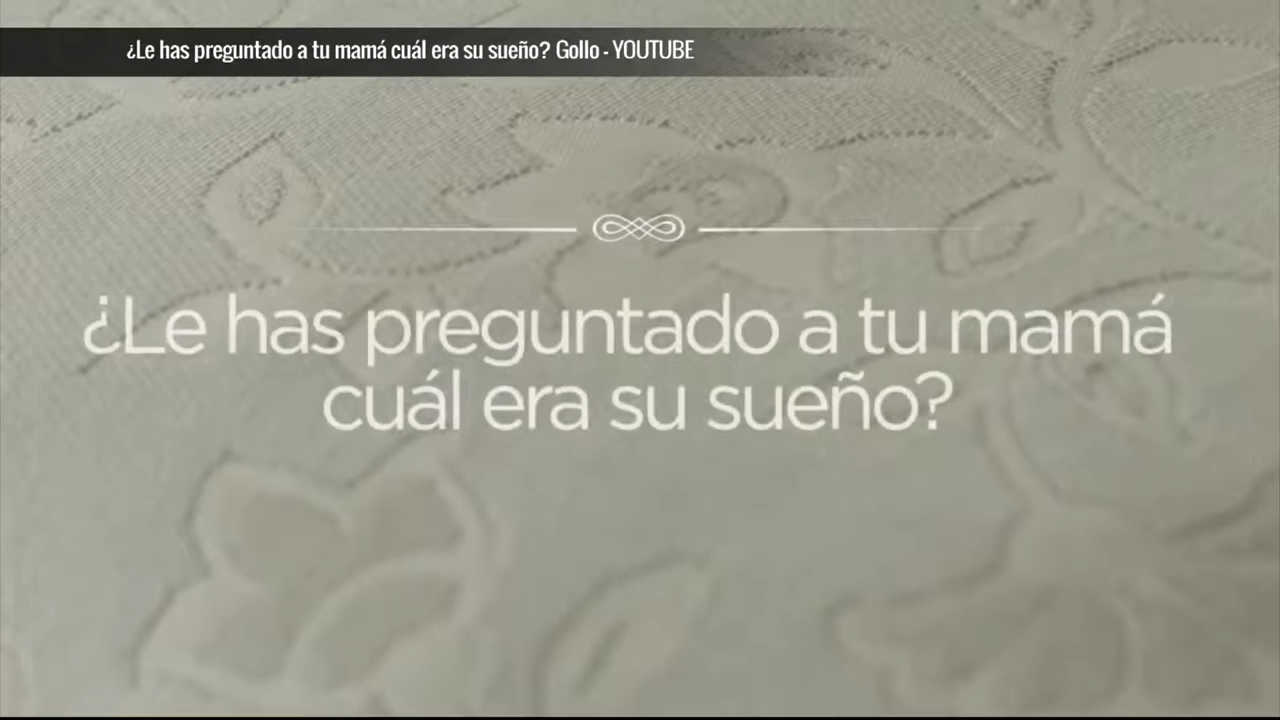 ¿Le has preguntado a tu mamá cuál era su sueño? Gollo - YOUTUBE
¿Le has preguntado a tu mamá
cuál era su sueño?